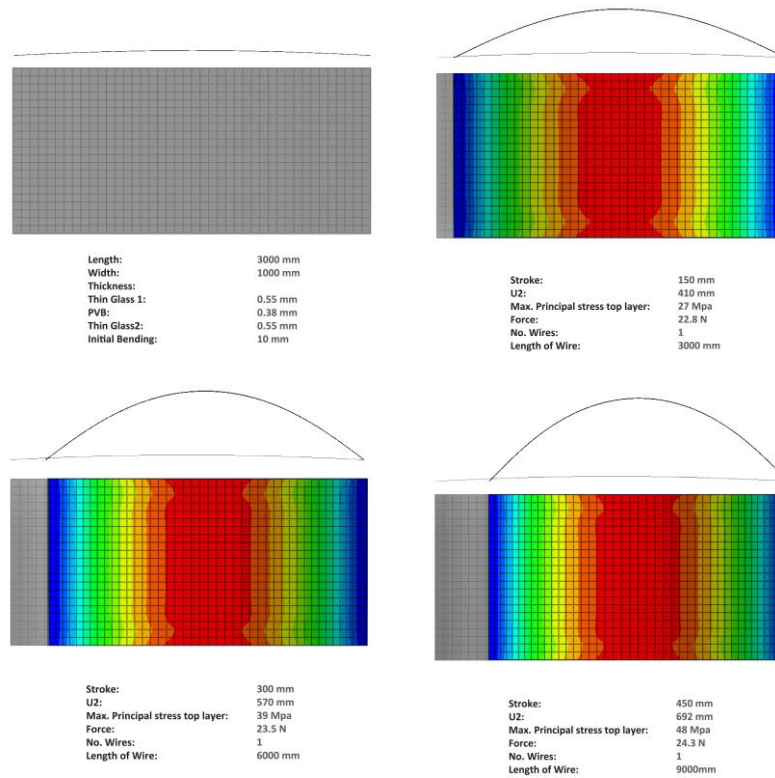 Length: 3000 mm
Width: 1000 mm
Thickness:
Thin Glass 1: 0.55 mm
PVB: 0.38 mm
Thin Glass2: 0.55 mm
Initial Bending: 10 mm
Stroke: 150 mm
U2: 410 mm
Max. Principal stress top layer: 27 Mpa
Force: 22.8 N
No. Wires: 1
Length of Wire: 3000 mm
Stroke: 300 mm
U2: 570 mm
Max. Principal stress top layer: 39 Mpa
Force: 23.5 N
No. Wires: 1
Length of Wire: 6000 mm
Stroke: 450 mm
U2: 692 mm
Max. Principal stress top layer: 48 Mpa
Force: 24.3 N
No. Wires: 1
Length of Wire: 9000mm